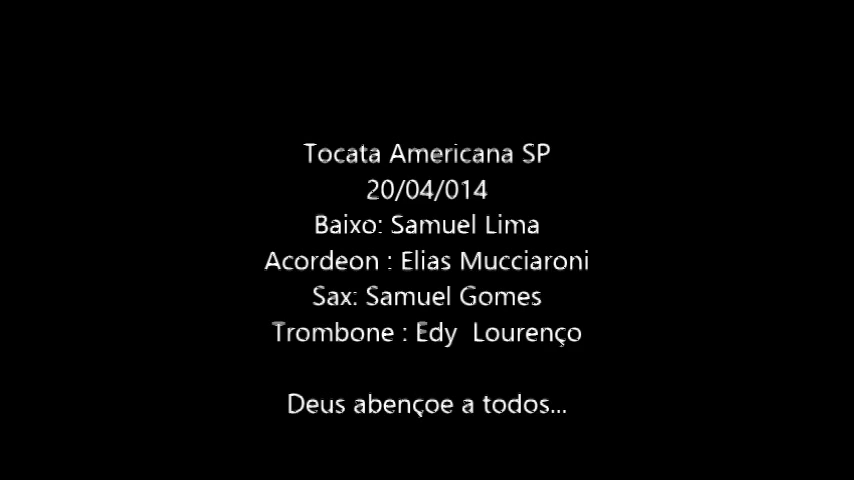 Tocata Americana SP
20/04/014
Baixo: Samuel Lima
Acordeon : Elias Mucciaroni
Sax: Samuel Gomes
Trombone : Edy  Lourenço
Deus abençoe a todos...